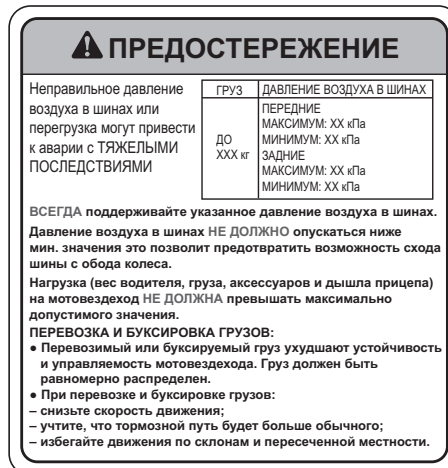 ПРЕДОСТЕРЕЖЕНИЕ
Неправильное давление
воздуха в шинах или
перегрузка могут привести
к аварии с ТЯЖЕЛЫМИ
ПОСЛЕДСТВИЯМИ
ГРУЗ ДАВЛЕНИЕ ВОЗДУХА В ШИНАХ
ДО
XXX кг
ПЕРЕДНИЕ
МАКСИМУМ: XX кПа
МИНИМУМ: XX кПа
ЗАДНИЕ
МАКСИМУМ: XX кПа
МИНИМУМ: XX кПа
ВСЕГДА поддерживайте указанное давление воздуха в шинах.
Давление воздуха в шинах НЕ ДОЛЖНО опускаться ниже
мин. значения это позволит предотвратить возможность схода
шины с обода колеса.
Нагрузка (вес водителя, груза, аксессуаров и дышла прицепа)
на мотовездеход НЕ ДОЛЖНА превышать максимально
допустимого значения.
ПЕРЕВОЗКА И БУКСИРОВКА ГРУЗОВ:
● Перевозимый или буксируемый груз ухудшают устойчивость
и управляемость мотовездехода. Груз должен быть
равномерно распределен.
● При перевозке и буксировке грузов:
– снизьте скорость движения;
– учтите, что тормозной путь будет больше обычного;
– избегайте движения по склонам и пересеченной местности.